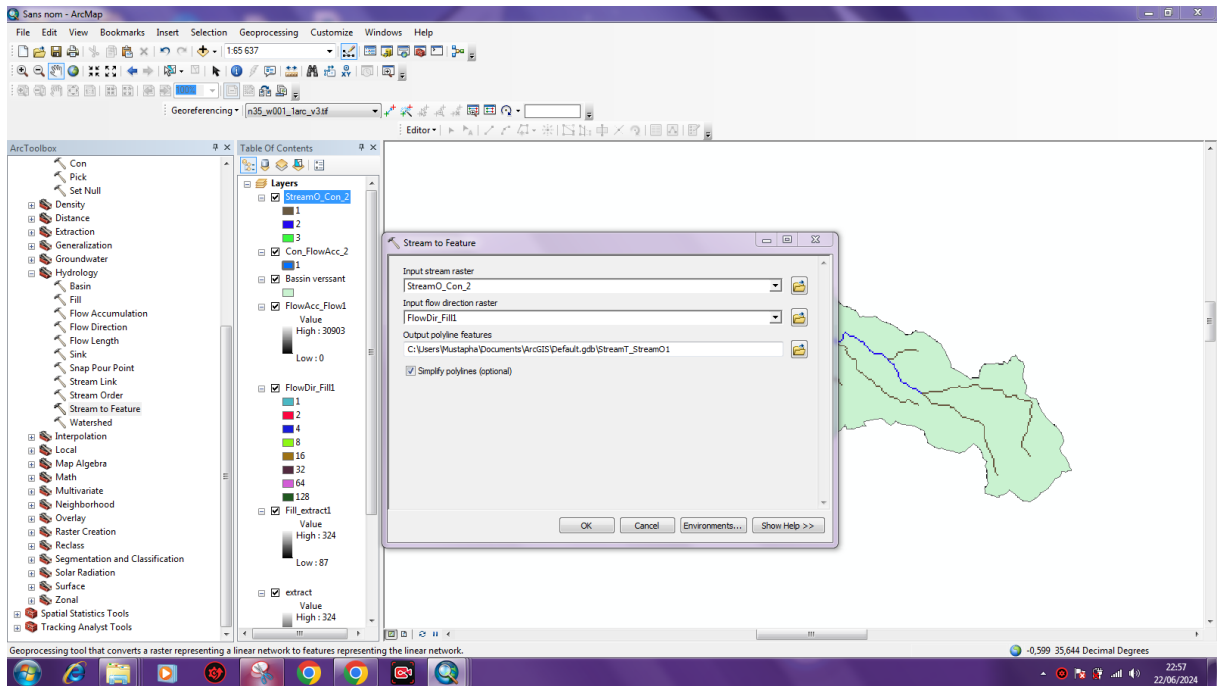 Sans nom - ArcMap
File Edit View Bookmarks Insert Selection Geoprocessing Customize Windows Help
1:65 637
100%
Georeferencing n35_w001_1arc_v3.tif
Editor
ArcToolbox
Con
Pick
Set Null
Density
Distance
Extraction
Generalization
Groundwater
Hydrology
Basin
Fill
Flow Accumulation
Flow Direction
Flow Length
Sink
Snap Pour Point
Stream Link
Stream Order
Stream to Feature
Watershed
Interpolation
Local
Map Algebra
Math
Multivariate
Neighborhood
Overlay
Raster Creation
Reclass
Segmentation and Classification
Solar Radiation
Surface
Zonal
Spatial Statistics Tools
Tracking Analyst Tools
Table Of Contents
Layers
StreamO_Con_2
1
2
3
Con_FlowAcc_2
1
Bassin verssant
FlowAcc_Flow1
Value
High : 30903
Low : 0
FlowDir_Fill1
1
2
4
8
16
32
64
128
Fill_extract1
Value
High : 324
Low : 87
extract
Value
High : 324
Stream to Feature
Input stream raster
StreamO_Con_2
Input flow direction raster
FlowDir_Fill1
Output polyline features
C:\Users\Mustapha\Documents\ArcGIS\Default.gdb\StreamT_StreamO1
Simplify polylines (optional)
OK Cancel Environments... Show Help >>
Geoprocessing tool that converts a raster representing a linear network to features representing the linear network.
-0,599 35,644 Decimal Degrees
22:57
22/06/2024